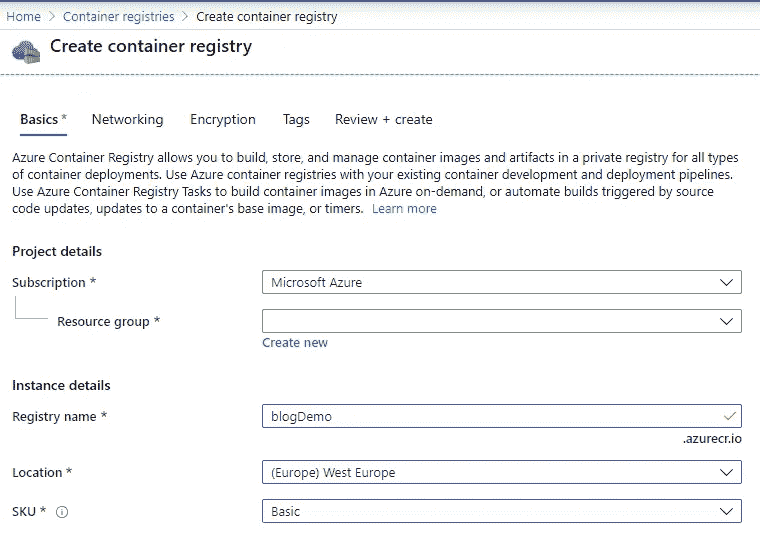 Home > Container registries > Create container registry
Create container registry
Basics * Networking Encryption Tags Review + create
Azure Container Registry allows you to build, store, and manage container images and artifacts in a private registry for all types
of container deployments. Use Azure container registries with your existing container development and deployment pipelines.
Use Azure Container Registry Tasks to build container images in Azure on-demand, or automate builds triggered by source
code updates, updates to a container's base image, or timers. Learn more
Project details
Subscription * Microsoft Azure
Resource group *
Create new
Instance details
Registry name * blogDemo
.azurecr.io
Location * (Europe) West Europe
SKU * Basic